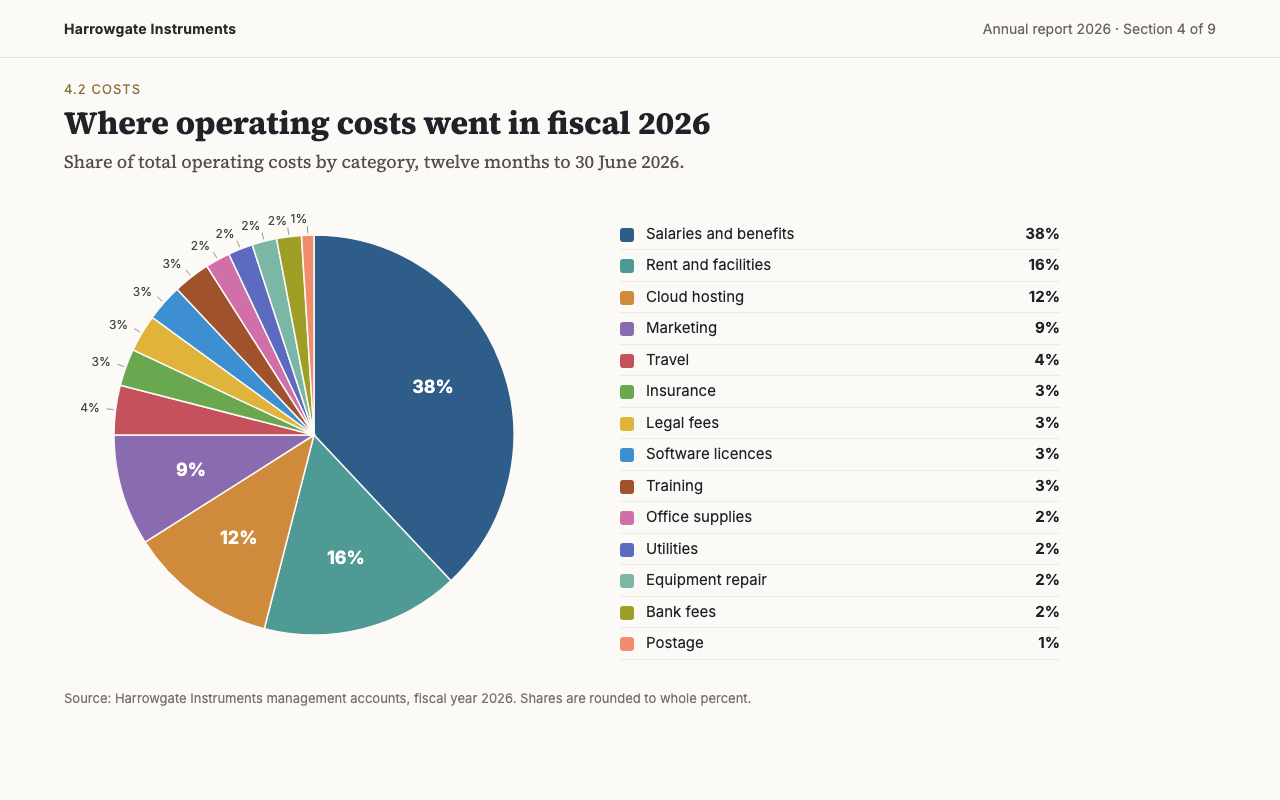 Harrowgate Instruments
Annual report 2026 · Section 4 of 9
4.2 COSTS
Where operating costs went in fiscal 2026
Share of total operating costs by category, twelve months to 30 June 2026.
38%
16%
12%
9%
4%
3%
3%
3%
3%
2%
2%
2%
2%
1%
Salaries and benefits 38%
Rent and facilities 16%
Cloud hosting 12%
Marketing 9%
Travel 4%
Insurance 3%
Legal fees 3%
Software licences 3%
Training 3%
Office supplies 2%
Utilities 2%
Equipment repair 2%
Bank fees 2%
Postage 1%
Source: Harrowgate Instruments management accounts, fiscal year 2026. Shares are rounded to whole percent.